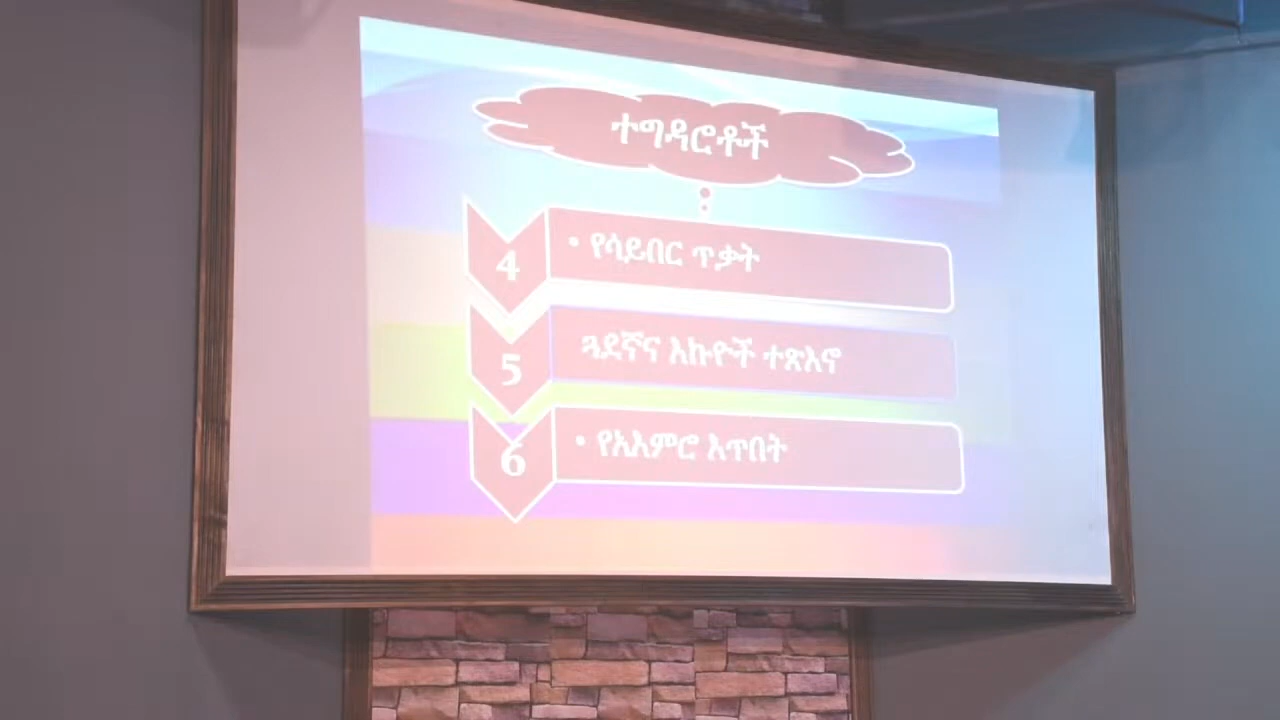 ተግዳሮቶች
4
• የሳይበር ጥቃት
5
ጓደኛና እኩዮች ተጽእኖ
6
• የአእምሮ እጥበት